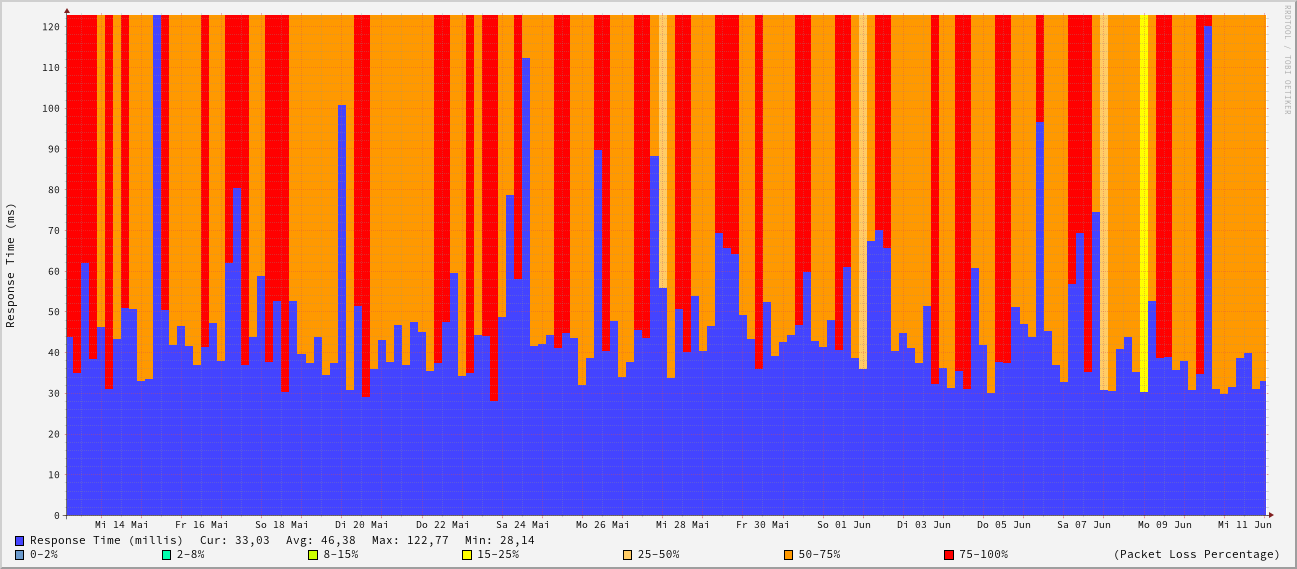 RRDTOOL / TOBI OETIKER
Response Time (ms)
120
110
100
90
80
70
60
50
40
30
20
10
0
Mi 14 Mai Fr 16 Mai So 18 Mai Di 20 Mai Do 22 Mai Sa 24 Mai Mo 26 Mai Mi 28 Mai Fr 30 Mai So 01 Jun Di 03 Jun Do 05 Jun Sa 07 Jun Mo 09 Jun Mi 11 Jun
Response Time (millis) Cur: 33,03 Avg: 46,38 Max: 122,77 Min: 28,14
0-2% 2-8% 8-15% 15-25% 25-50% 50-75% 75-100% (Packet Loss Percentage)